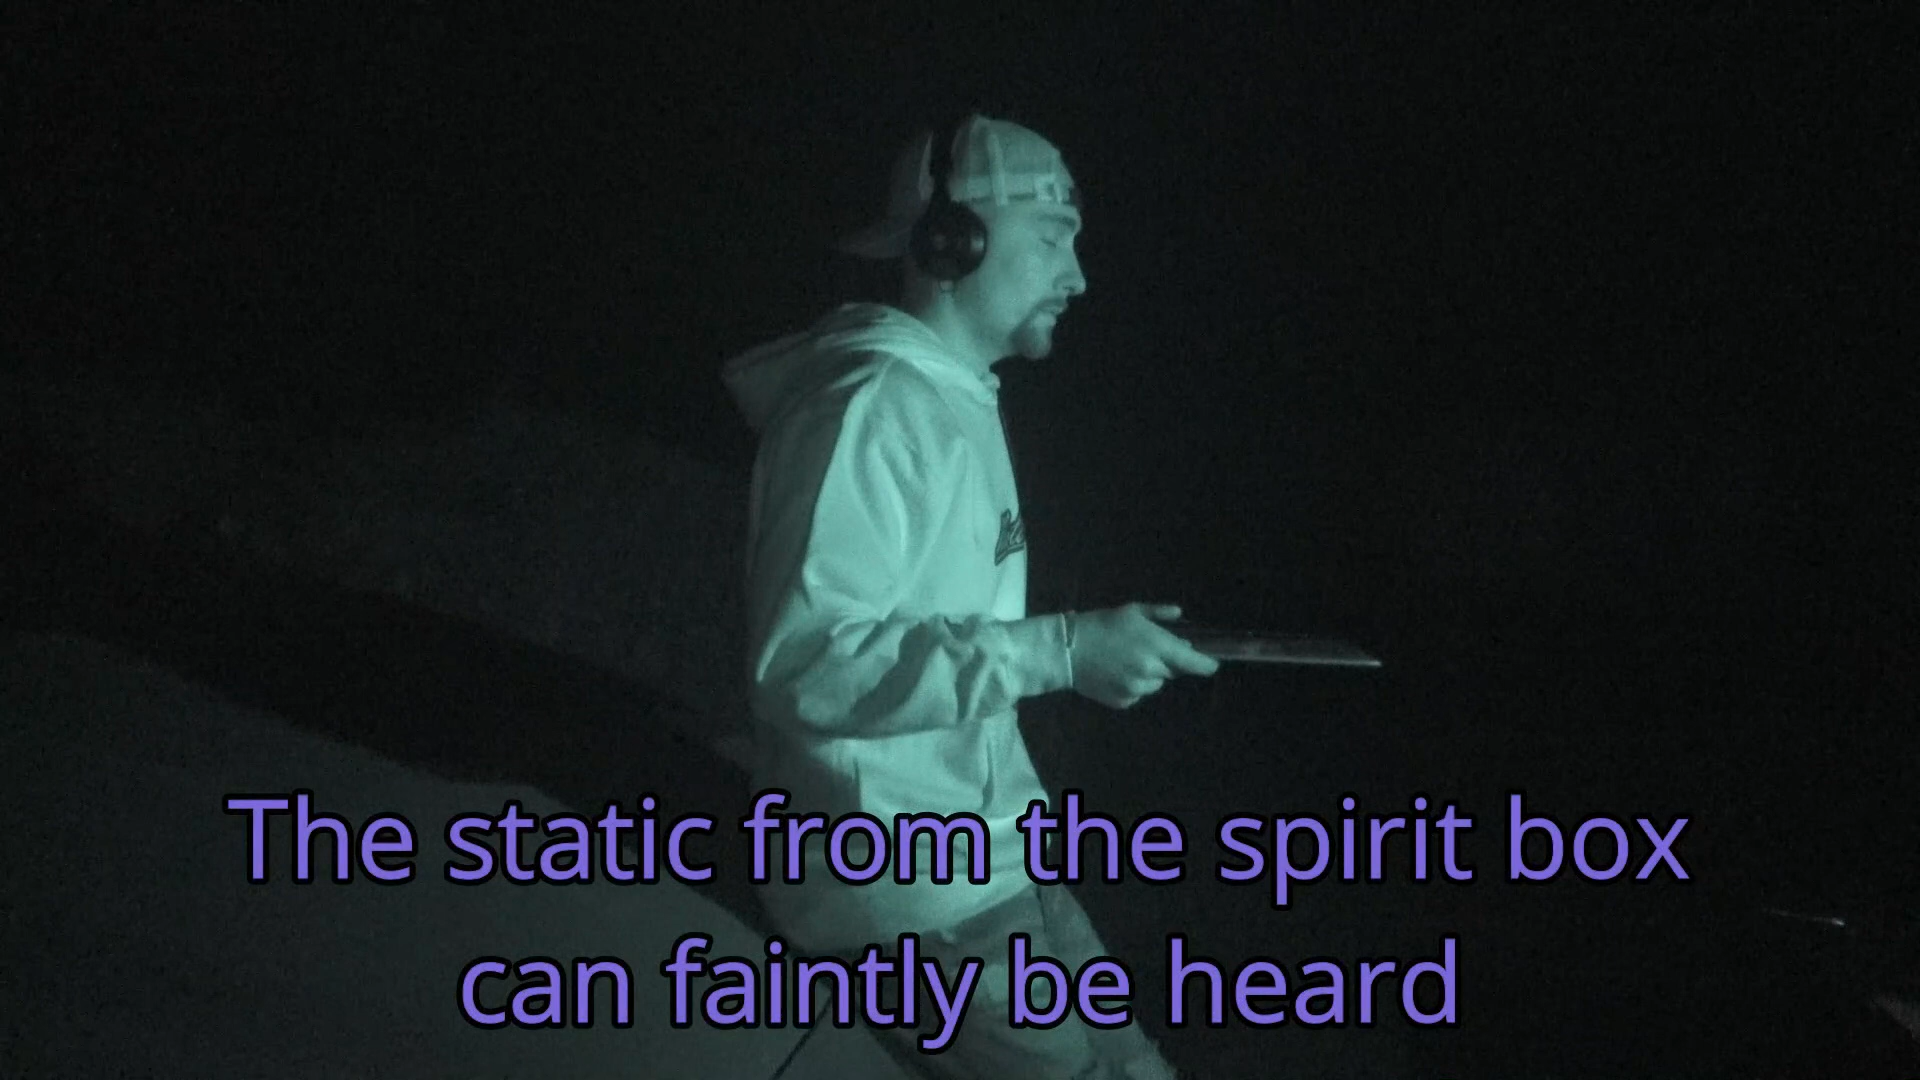 The static from the spirit box
can faintly be heard